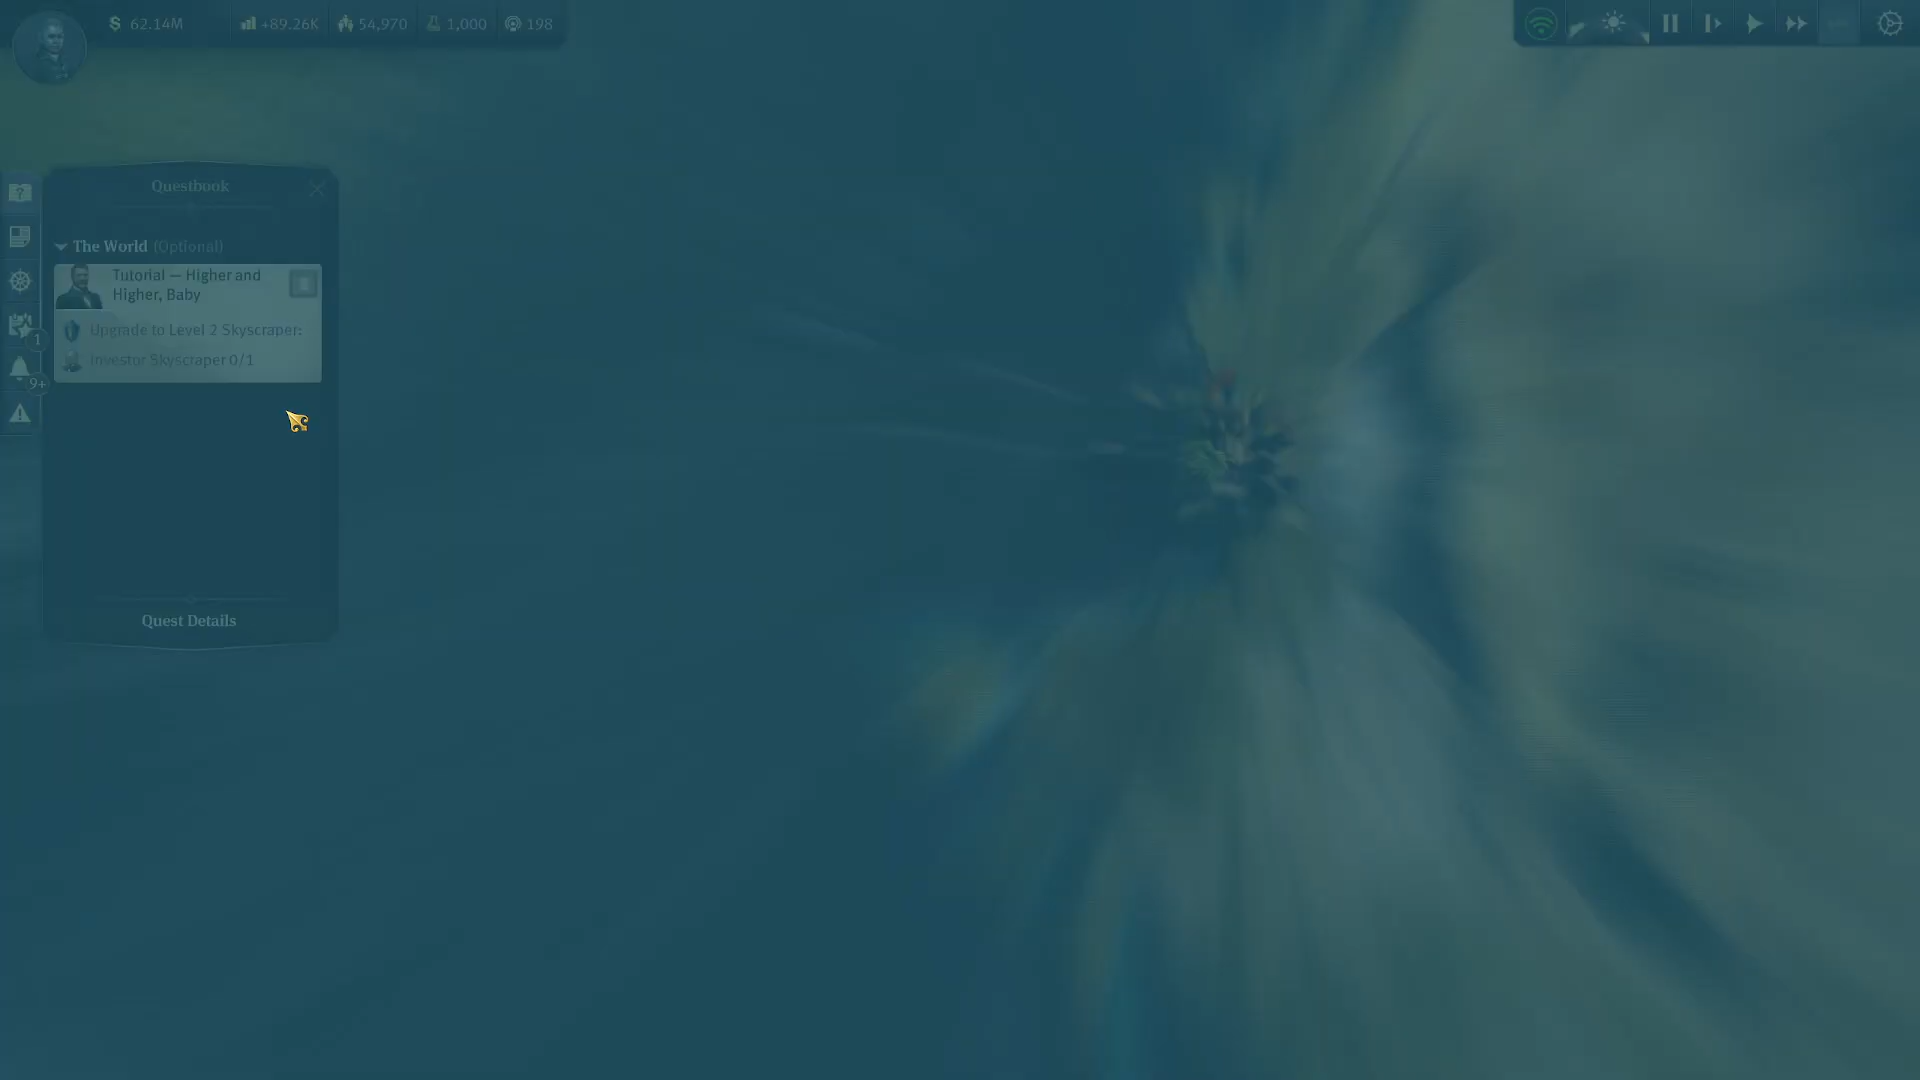 62.14M
+89.26K
54,970
1,000
198
Questbook
The World (Optional)
Tutorial — Higher and
Higher, Baby
Upgrade to Level 2 Skyscraper:
Investor Skyscraper 0/1
1
9+
Quest Details